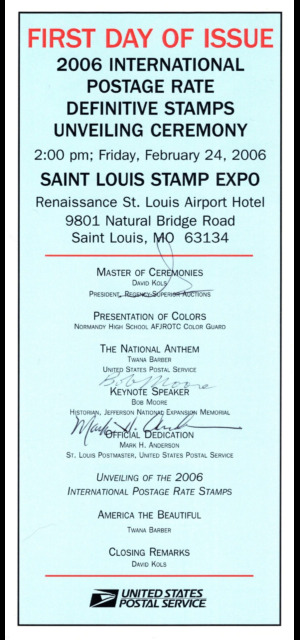 FIRST DAY OF ISSUE
2006 INTERNATIONAL
POSTAGE RATE
DEFINITIVE STAMPS
UNVEILING CEREMONY
2:00 pm; Friday, February 24, 2006
SAINT LOUIS STAMP EXPO
Renaissance St. Louis Airport Hotel
9801 Natural Bridge Road
Saint Louis, MO 63134
MASTER OF CEREMONIES
DAVID KOLS
PRESIDENT, REGENCY-SUPERIOR AUCTIONS
PRESENTATION OF COLORS
NORMANDY HIGH SCHOOL AFJROTC COLOR GUARD
THE NATIONAL ANTHEM
TWANA BARBER
UNITED STATES POSTAL SERVICE
Bob Moore
KEYNOTE SPEAKER
BOB MOORE
HISTORIAN, JEFFERSON NATIONAL EXPANSION MEMORIAL
Mark H. Anderson
OFFICIAL DEDICATION
MARK H. ANDERSON
ST. LOUIS POSTMASTER, UNITED STATES POSTAL SERVICE
UNVEILING OF THE 2006
INTERNATIONAL POSTAGE RATE STAMPS
AMERICA THE BEAUTIFUL
TWANA BARBER
CLOSING REMARKS
DAVID KOLS
UNITED STATES
POSTAL SERVICE